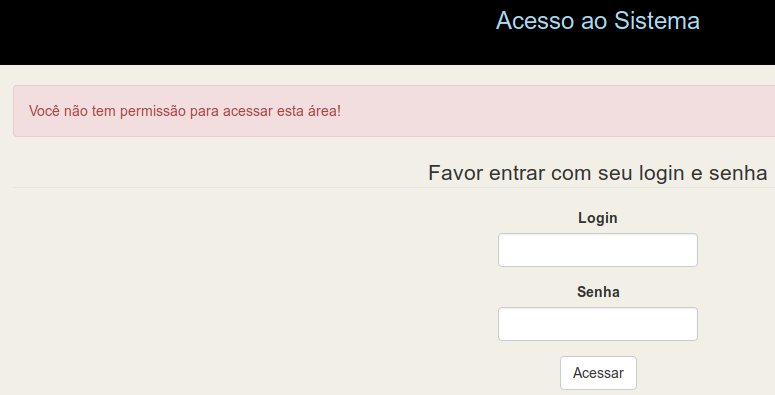 Acesso ao Sistema
Você não tem permissão para acessar esta área!
Favor entrar com seu login e senha
Login
Senha
Acessar